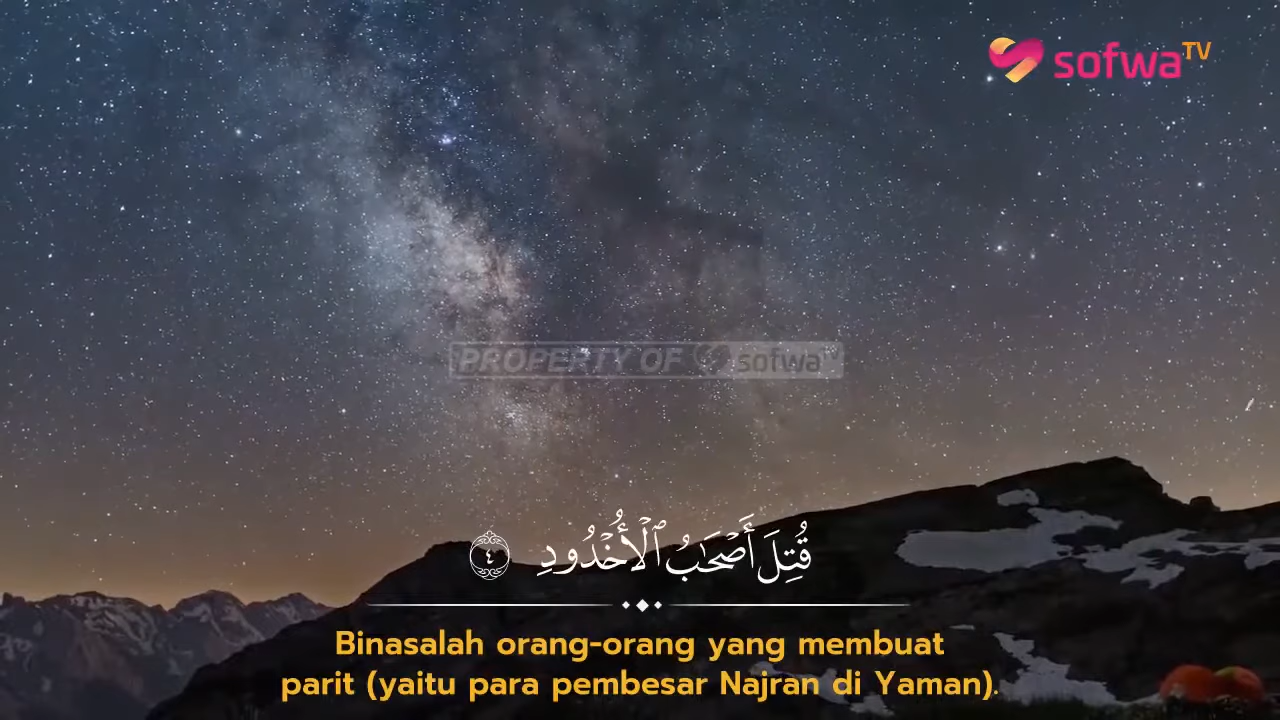 sofwa TV
PROPERTY OF sofwa TV
قُتِلَ أَصْحَـٰبُ ٱلْأُخْدُودِ ٤
Binasalah orang-orang yang membuat
parit (yaitu para pembesar Najran di Yaman).